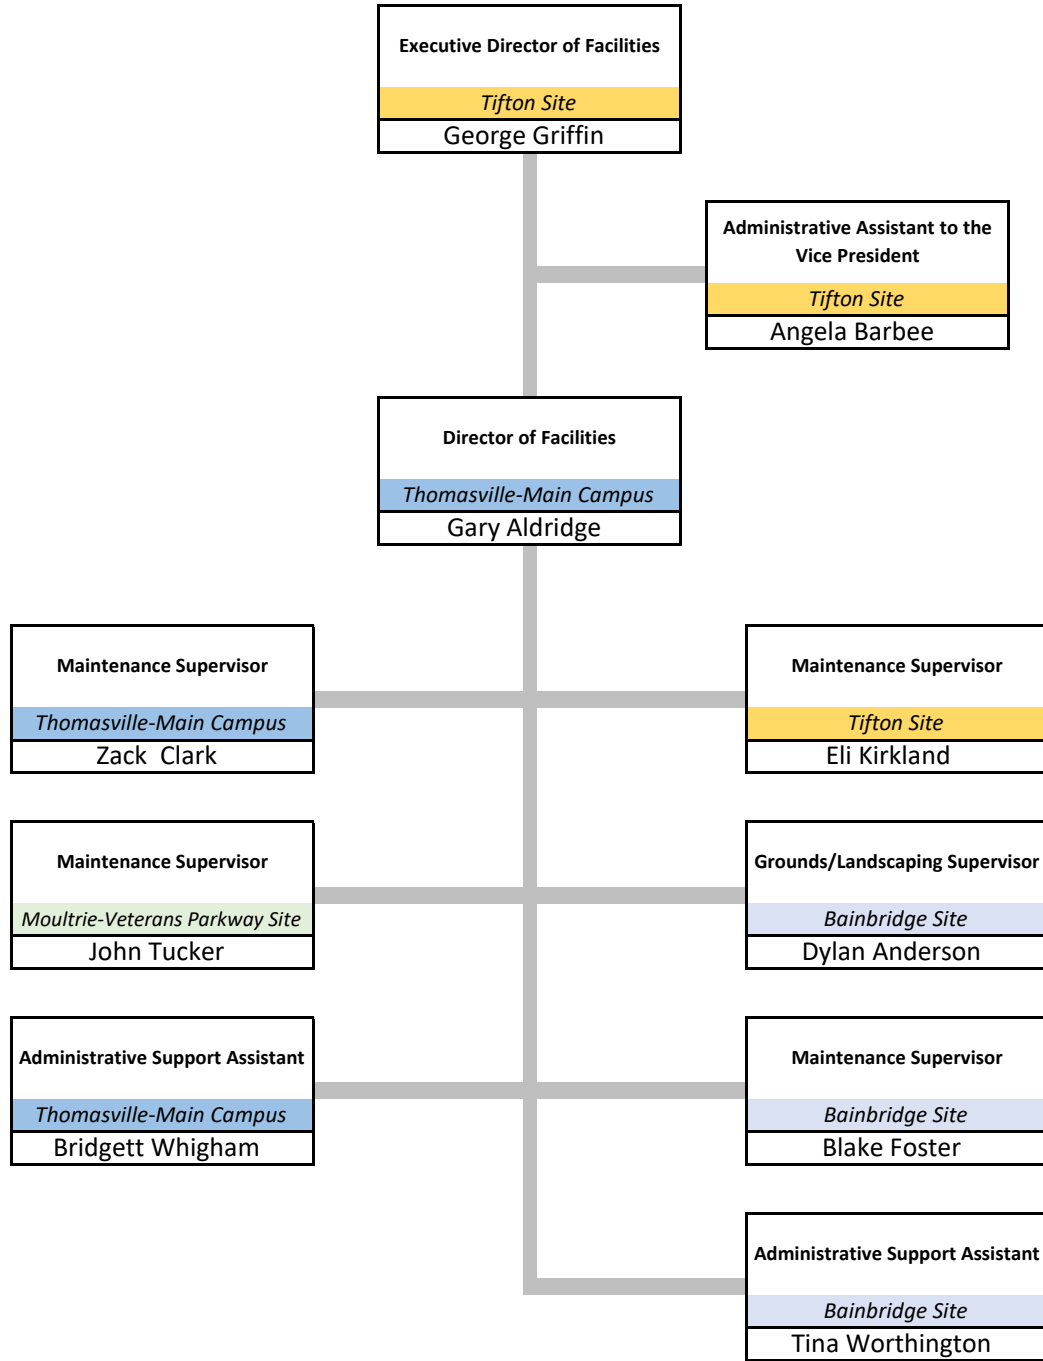 Executive Director of Facilities
Tifton Site
George Griffin
Administrative Assistant to the
Vice President
Tifton Site
Angela Barbee
Director of Facilities
Thomasville-Main Campus
Gary Aldridge
Maintenance Supervisor
Thomasville-Main Campus
Zack  Clark
Maintenance Supervisor
Tifton Site
Eli Kirkland
Maintenance Supervisor
Moultrie-Veterans Parkway Site
John Tucker
Grounds/Landscaping Supervisor
Bainbridge Site
Dylan Anderson
Administrative Support Assistant
Thomasville-Main Campus
Bridgett Whigham
Maintenance Supervisor
Bainbridge Site
Blake Foster
Administrative Support Assistant
Bainbridge Site
Tina Worthington